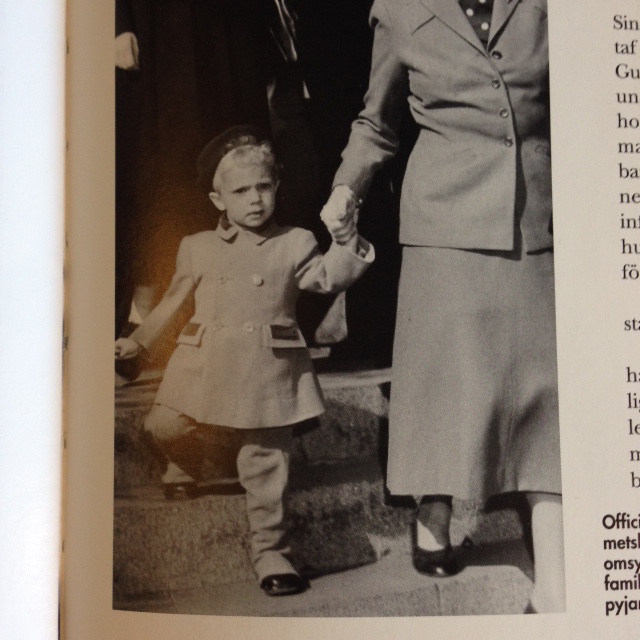 Sin
taf
Gu
un
ho
ma
ba
ne
inf
hu
fö
sta
ha
lig
le
m
b
Offici
metsl
omsy
famil
pyjar